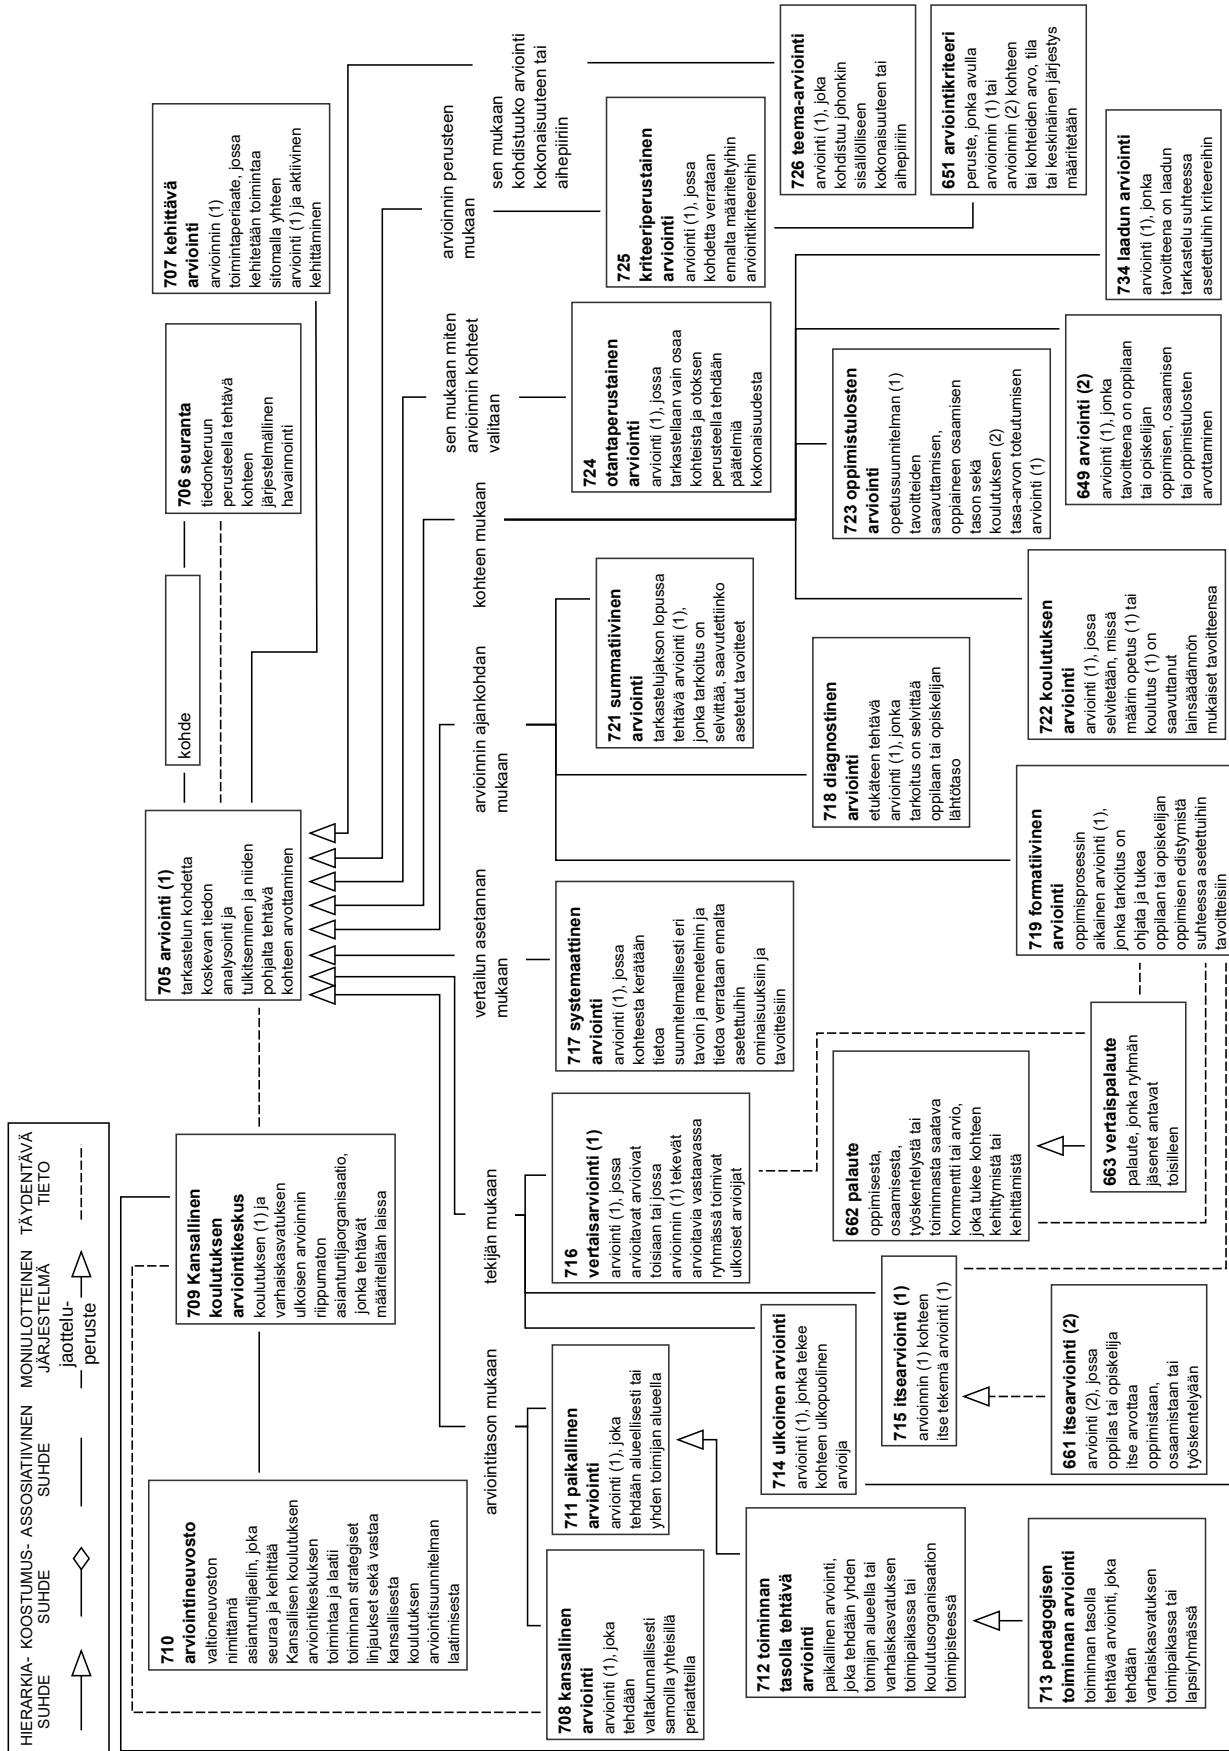 HIERARKIA-
SUHDE
KOOSTUMUS-
SUHDE
ASSOSIATIIVINEN
SUHDE
MONIULOTTEINEN
JÄRJESTELMÄ
jaottelu-
peruste
TÄYDENTÄVÄ
TIETO
710
arviointineuvosto
valtioneuvoston
nimittämä
asiantuntijaelin, joka
seuraa ja kehittää
Kansallisen koulutuksen
arviointikeskuksen
toimintaa ja laatii
toiminnan strategiset
linjaukset sekä vastaa
kansallisesta
koulutuksen
arviointisuunnitelman
laatimisesta
709 Kansallinen
koulutuksen
arviointikeskus
koulutuksen (1) ja
varhaiskasvatuksen
ulkoisen arvioinnin
riippumaton
asiantuntijaorganisaatio,
jonka tehtävät
määritellään laissa
705 arviointi (1)
tarkastelun kohdetta
koskevan tiedon
analysointi ja
tulkitseminen ja niiden
pohjalta tehtävä
kohteen arvottaminen
kohde
706 seuranta
tiedonkeruun
perusteella tehtävä
kohteen
järjestelmällinen
havainnointi
707 kehittävä
arviointi
arvioinnin (1)
toimintaperiaate, jossa
kehitetään toimintaa
sitomalla yhteen
arviointi (1) ja aktiivinen
kehittäminen
arviointitason mukaan
tekijän mukaan
vertailun asetannan
mukaan
arvioinnin ajankohdan
mukaan
kohteen mukaan
sen mukaan miten
arvioinnin kohteet
valitaan
arvioinnin perusteen
mukaan
sen mukaan
kohdistuuko arviointi
kokonaisuuteen tai
aihepiiriin
708 kansallinen
arviointi
arviointi (1), joka
tehdään
valtakunnallisesti
samoilla yhteisillä
periaatteilla
711 paikallinen
arviointi
arviointi (1), joka
tehdään alueellisesti tai
yhden toimijan alueella
716
vertaisarviointi (1)
arviointi (1), jossa
arvioitavat arvioivat
toisiaan tai jossa
arvioinnin (1) tekevät
arvioitavia vastaavassa
ryhmässä toimivat
ulkoiset arvioijat
717 systemaattinen
arviointi
arviointi (1), jossa
kohteesta kerätään
tietoa
suunnitelmallisesti eri
tavoin ja menetelmin ja
tietoa verrataan ennalta
asetettuihin
ominaisuuksiin ja
tavoitteisiin
721 summatiivinen
arviointi
tarkastelujakson lopussa
tehtävä arviointi (1),
jonka tarkoitus on
selvittää, saavutettiinko
asetetut tavoitteet
724
otantaperustainen
arviointi
arviointi (1), jossa
tarkastellaan vain osaa
kohteista ja otoksen
perusteella tehdään
päätelmiä
kokonaisuudesta
725
kriteeriperustainen
arviointi
arviointi (1), jossa
kohdetta verrataan
ennalta määriteltyihin
arviointikriteereihin
726 teema-arviointi
arviointi (1), joka
kohdistuu johonkin
sisällölliseen
kokonaisuuteen tai
aihepiiriin
712 toiminnan
tasolla tehtävä
arviointi
paikallinen arviointi,
joka tehdään yhden
toimijan alueella tai
varhaiskasvatuksen
toimipaikassa tai
koulutusorganisaation
toimipisteessä
714 ulkoinen arviointi
arviointi (1), jonka tekee
kohteen ulkopuolinen
arvioija
715 itsearviointi (1)
arvioinnin (1) kohteen
itse tekemä arviointi (1)
662 palaute
oppimisesta,
osaamisesta,
työskentelystä tai
toiminnasta saatava
kommentti tai arvio,
joka tukee kohteen
kehittymistä tai
kehittämistä
718 diagnostinen
arviointi
etukäteen tehtävä
arviointi (1), jonka
tarkoitus on selvittää
oppilaan tai opiskelijan
lähtötaso
723 oppimistulosten
arviointi
opetussuunnitelman (1)
tavoitteiden
saavuttamisen,
oppiaineen osaamisen
tason sekä
koulutuksen (2)
tasa-arvon toteutumisen
arviointi (1)
651 arviointikriteeri
peruste, jonka avulla
arvioinnin (1) tai
arvioinnin (2) kohteen
tai kohteiden arvo, tila
tai keskinäinen järjestys
määritetään
713 pedagogisen
toiminnan arviointi
toiminnan tasolla
tehtävä arviointi, joka
tehdään
varhaiskasvatuksen
toimipaikassa tai
lapsiryhmässä
661 itsearviointi (2)
arviointi (2), jossa
oppilas tai opiskelija
itse arvottaa
oppimistaan,
osaamistaan tai
työskentelyään
663 vertaispalaute
palaute, jonka ryhmän
jäsenet antavat
toisilleen
719 formatiivinen
arviointi
oppimisprosessin
aikainen arviointi (1),
jonka tarkoitus on
ohjata ja tukea
oppilaan tai opiskelijan
oppimisen edistymistä
suhteessa asetettuihin
tavoitteisiin
722 koulutuksen
arviointi
arviointi (1), jossa
selvitetään, missä
määrin opetus (1) tai
koulutus (1) on
saavuttanut
lainsäädännön
mukaiset tavoitteensa
649 arviointi (2)
arviointi (1), jonka
tavoitteena on oppilaan
tai opiskelijan
oppimisen, osaamisen
tai oppimistulosten
arvottaminen
734 laadun arviointi
arviointi (1), jonka
tavoitteena on laadun
tarkastelu suhteessa
asetettuihin kriteereihin